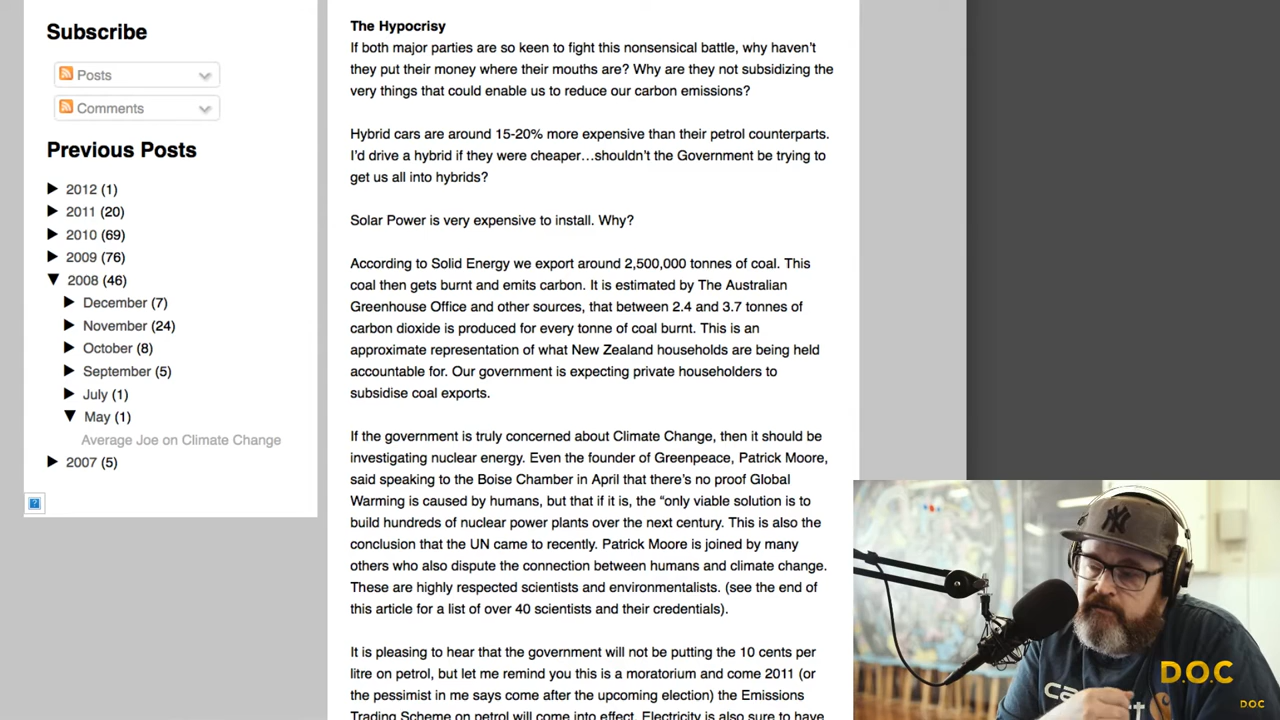 Subscribe
Posts
Comments
Previous Posts
2012 (1)
2011 (20)
2010 (69)
2009 (76)
2008 (46)
December (7)
November (24)
October (8)
September (5)
July (1)
May (1)
Average Joe on Climate Change
2007 (5)
The Hypocrisy
If both major parties are so keen to fight this nonsensical battle, why haven't
they put their money where their mouths are? Why are they not subsidizing the
very things that could enable us to reduce our carbon emissions?
Hybrid cars are around 15-20% more expensive than their petrol counterparts.
I'd drive a hybrid if they were cheaper…shouldn't the Government be trying to
get us all into hybrids?
Solar Power is very expensive to install. Why?
According to Solid Energy we export around 2,500,000 tonnes of coal. This
coal then gets burnt and emits carbon. It is estimated by The Australian
Greenhouse Office and other sources, that between 2.4 and 3.7 tonnes of
carbon dioxide is produced for every tonne of coal burnt. This is an
approximate representation of what New Zealand households are being held
accountable for. Our government is expecting private householders to
subsidise coal exports.
If the government is truly concerned about Climate Change, then it should be
investigating nuclear energy. Even the founder of Greenpeace, Patrick Moore,
said speaking to the Boise Chamber in April that there's no proof Global
Warming is caused by humans, but that if it is, the “only viable solution is to
build hundreds of nuclear power plants over the next century. This is also the
conclusion that the UN came to recently. Patrick Moore is joined by many
others who also dispute the connection between humans and climate change.
These are highly respected scientists and environmentalists. (see the end of
this article for a list of over 40 scientists and their credentials).
It is pleasing to hear that the government will not be putting the 10 cents per
litre on petrol, but let me remind you this is a moratorium and come 2011 (or
the pessimist in me says come after the upcoming election) the Emissions
Trading Scheme on petrol will come into effect. Electricity is also sure to have
D.O.C
DOC